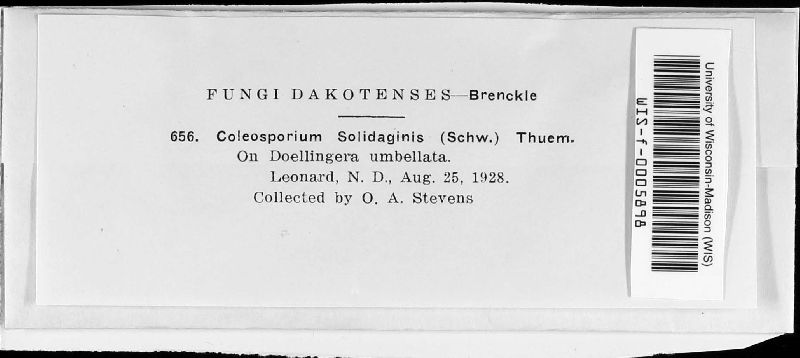 FUNGI DAKOTENSES—Brenckle
656. Coleosporium Solidaginis (Schw.) Thuem.
On Doellingera umbellata.
Leonard, N. D., Aug. 25, 1928.
Collected by O. A. Stevens
University of Wisconsin-Madison (WIS)
WIS-f-0005898